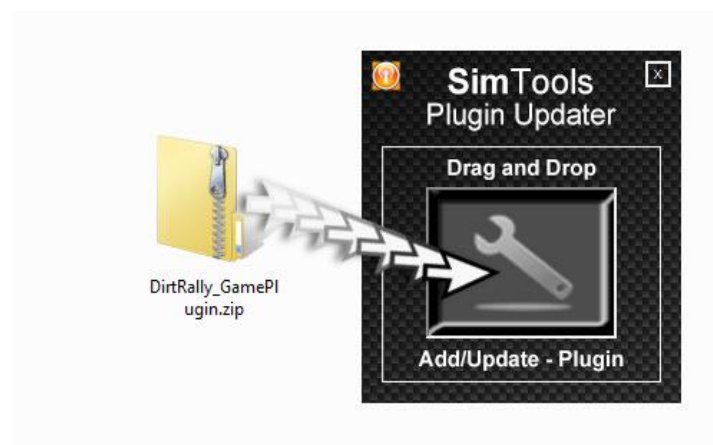 SimTools
X
Plugin Updater
Drag and Drop
DirtRally_GamePl
ugin.zip
Add/Update - Plugin